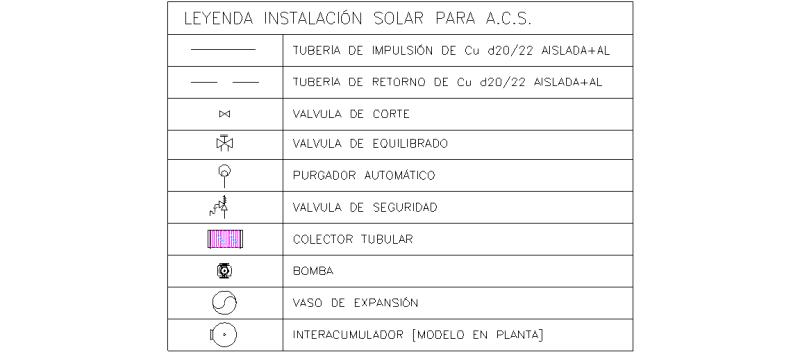 LEYENDA INSTALACIÓN SOLAR PARA A.C.S.
TUBERÍA DE IMPULSIÓN DE Cu d20/22 AISLADA+AL
TUBERÍA DE RETORNO DE Cu d20/22 AISLADA+AL
VALVULA DE CORTE
VALVULA DE EQUILIBRADO
PURGADOR AUTOMÁTICO
VALVULA DE SEGURIDAD
COLECTOR TUBULAR
BOMBA
VASO DE EXPANSIÓN
INTERACUMULADOR [MODELO EN PLANTA]